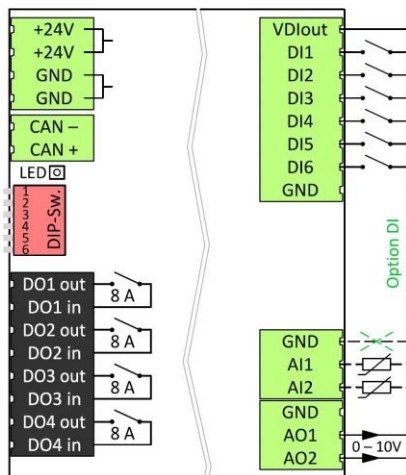 +24V
+24V
GND
GND
CAN –
CAN +
LED
1
2
3
4
5
6
DIP-Sw.
DO1 out
DO1 in
8 A
DO2 out
DO2 in
8 A
DO3 out
DO3 in
8 A
DO4 out
DO4 in
8 A
VDIout
DI1
DI2
DI3
DI4
DI5
DI6
GND
Option DI
GND
AI1
AI2
GND
AO1
AO2
0 – 10V